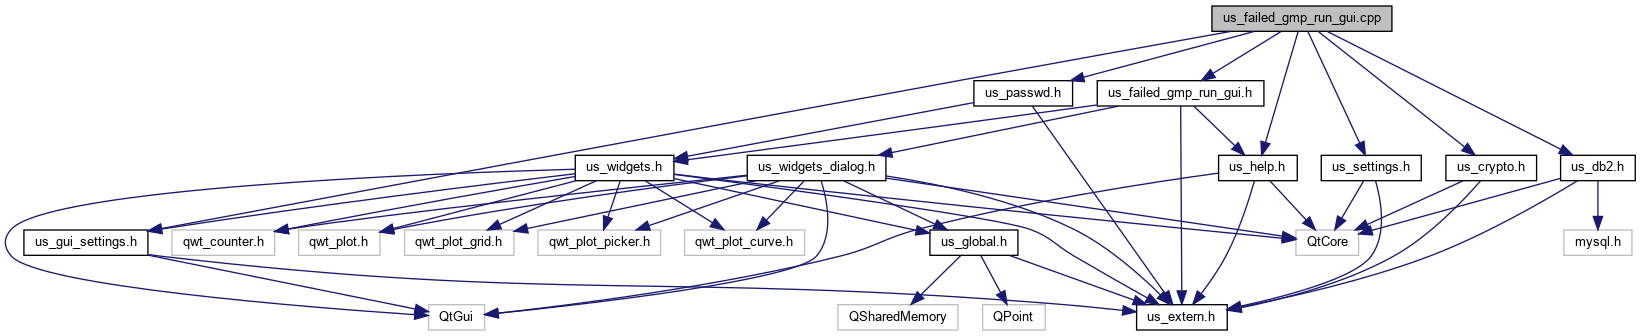 us_failed_gmp_run_gui.cpp
us_passwd.h
us_failed_gmp_run_gui.h
us_widgets.h
us_widgets_dialog.h
us_help.h
us_settings.h
us_crypto.h
us_db2.h
us_gui_settings.h
qwt_counter.h
qwt_plot.h
qwt_plot_grid.h
qwt_plot_picker.h
qwt_plot_curve.h
us_global.h
QtCore
mysql.h
QtGui
QSharedMemory
QPoint
us_extern.h